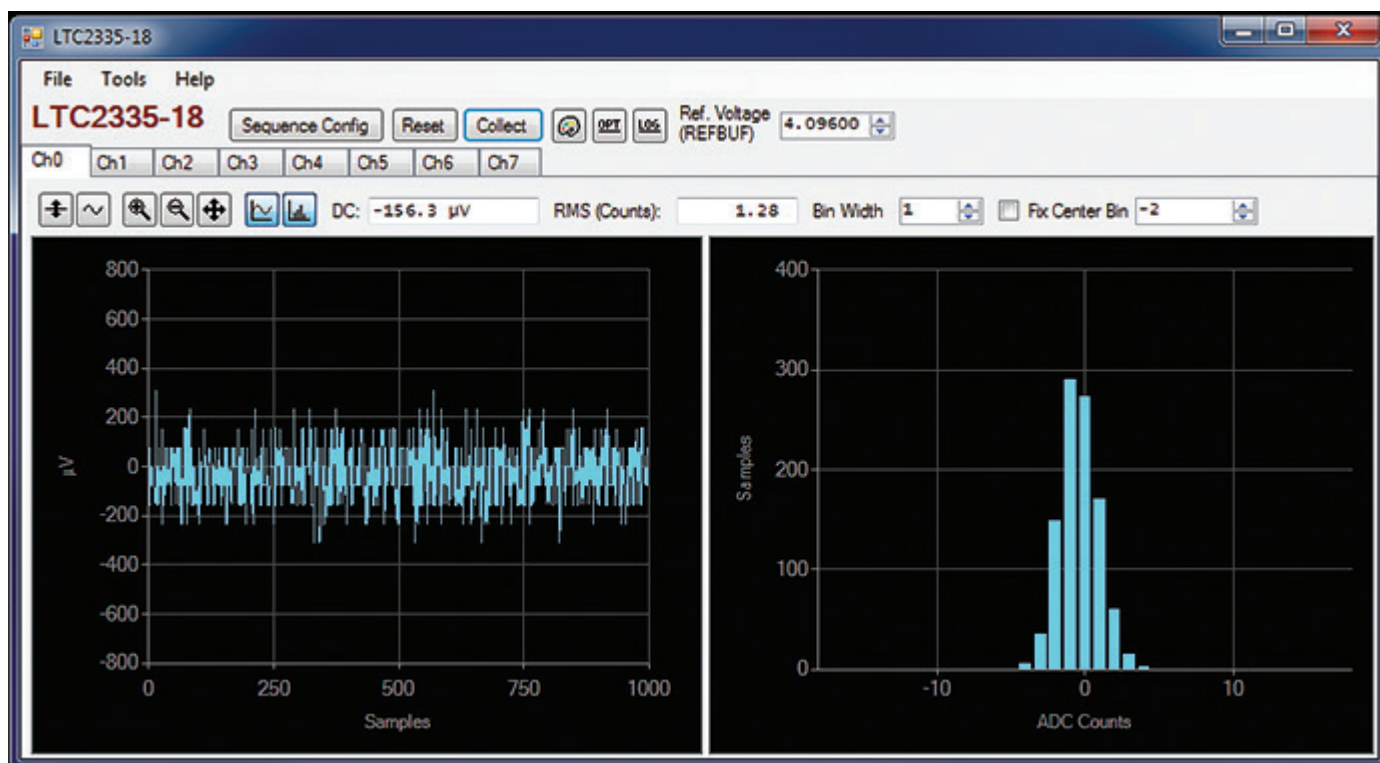 LTC2335-18
File Tools Help
LTC2335-18 Sequence Config Reset Collect OPT LOG Ref. Voltage (REFBUF) 4.09600
Ch0 Ch1 Ch2 Ch3 Ch4 Ch5 Ch6 Ch7
DC: -156.3 µV RMS (Counts): 1.28 Bin Width 1 Fix Center Bin -2
800
600
400
200
0
-200
-400
-600
-800
µV
0 250 500 750 1000
Samples
400
300
200
100
0
Samples
-10 0 10
ADC Counts